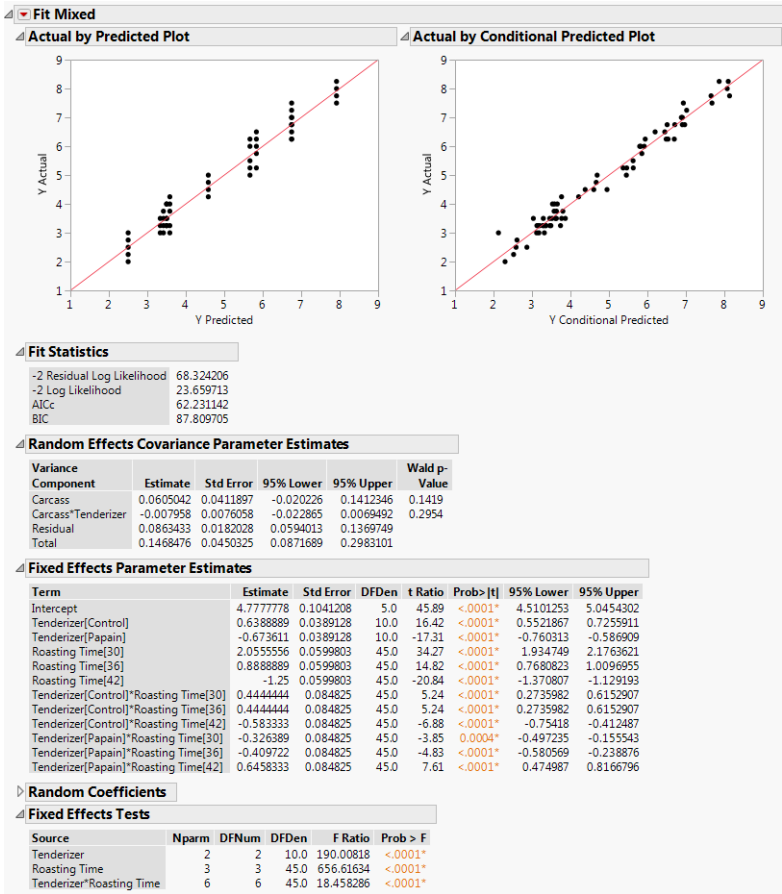 Fit Mixed
Actual by Predicted Plot
9
8
7
6
5
4
3
2
1
Y Actual
1 2 3 4 5 6 7 8 9
Y Predicted
Actual by Conditional Predicted Plot
9
8
7
6
5
4
3
2
1
Y Actual
1 2 3 4 5 6 7 8 9
Y Conditional Predicted
Fit Statistics
-2 Residual Log Likelihood 68.324206
-2 Log Likelihood 23.659713
AICc 62.231142
BIC 87.809705
Random Effects Covariance Parameter Estimates
Variance Wald p-
Component Estimate Std Error 95% Lower 95% Upper Value
Carcass 0.0605042 0.0411897 -0.020226 0.1412346 0.1419
Carcass*Tenderizer -0.007958 0.0076058 -0.022865 0.0069492 0.2954
Residual 0.0863433 0.0182028 0.0594013 0.1369749
Total 0.1468476 0.0450325 0.0871689 0.2983101
Fixed Effects Parameter Estimates
Term Estimate Std Error DFDen t Ratio Prob>|t| 95% Lower 95% Upper
Intercept 4.7777778 0.1041208 5.0 45.89 <.0001* 4.5101253 5.0454302
Tenderizer[Control] 0.6388889 0.0389128 10.0 16.42 <.0001* 0.5521867 0.7255911
Tenderizer[Papain] -0.673611 0.0389128 10.0 -17.31 <.0001* -0.760313 -0.586909
Roasting Time[30] 2.0555556 0.0599803 45.0 34.27 <.0001* 1.934749 2.1763621
Roasting Time[36] 0.8888889 0.0599803 45.0 14.82 <.0001* 0.7680823 1.0096955
Roasting Time[42] -1.25 0.0599803 45.0 -20.84 <.0001* -1.370807 -1.129193
Tenderizer[Control]*Roasting Time[30] 0.4444444 0.084825 45.0 5.24 <.0001* 0.2735982 0.6152907
Tenderizer[Control]*Roasting Time[36] 0.4444444 0.084825 45.0 5.24 <.0001* 0.2735982 0.6152907
Tenderizer[Control]*Roasting Time[42] -0.583333 0.084825 45.0 -6.88 <.0001* -0.75418 -0.412487
Tenderizer[Papain]*Roasting Time[30] -0.326389 0.084825 45.0 -3.85 0.0004* -0.497235 -0.155543
Tenderizer[Papain]*Roasting Time[36] -0.409722 0.084825 45.0 -4.83 <.0001* -0.580569 -0.238876
Tenderizer[Papain]*Roasting Time[42] 0.6458333 0.084825 45.0 7.61 <.0001* 0.474987 0.8166796
Random Coefficients
Fixed Effects Tests
Source Nparm DFNum DFDen F Ratio Prob > F
Tenderizer 2 2 10.0 190.00818 <.0001*
Roasting Time 3 3 45.0 656.61634 <.0001*
Tenderizer*Roasting Time 6 6 45.0 18.458286 <.0001*